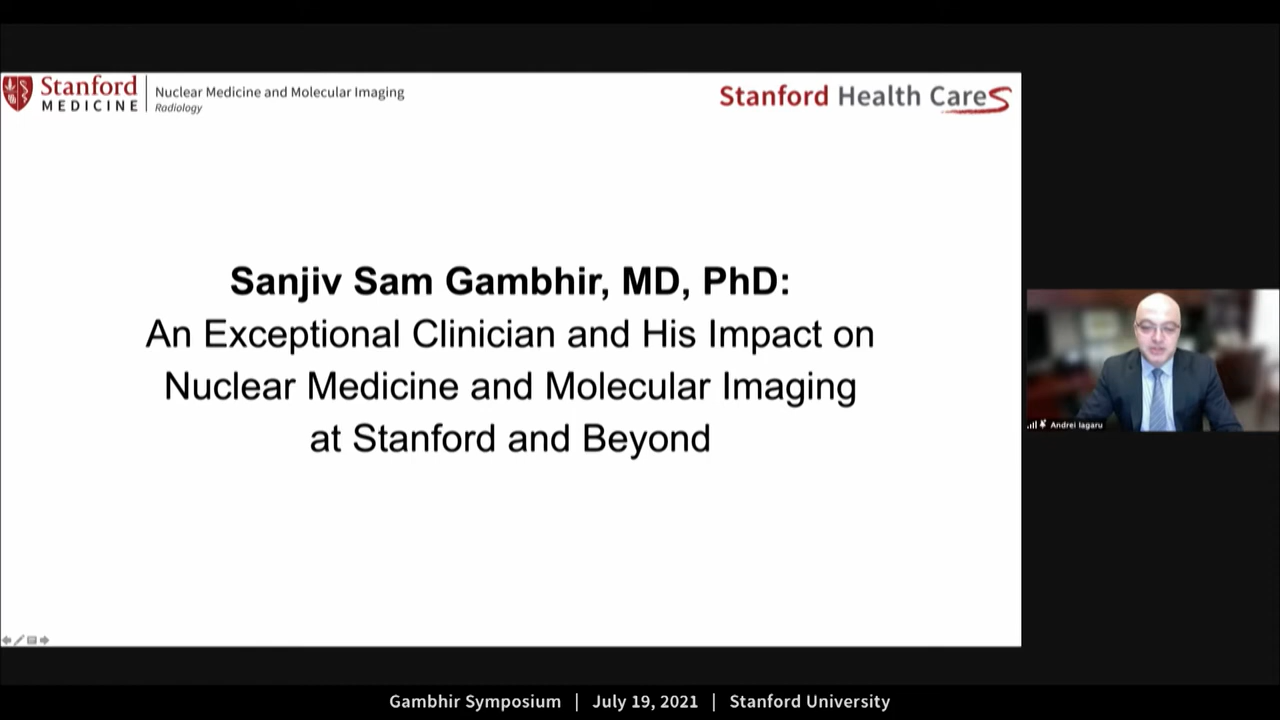 Stanford
MEDICINE
Nuclear Medicine and Molecular Imaging
Radiology
Stanford Health Care
Sanjiv Sam Gambhir, MD, PhD:
An Exceptional Clinician and His Impact on
Nuclear Medicine and Molecular Imaging
at Stanford and Beyond
Andrei Iagaru
Gambhir Symposium | July 19, 2021 | Stanford University